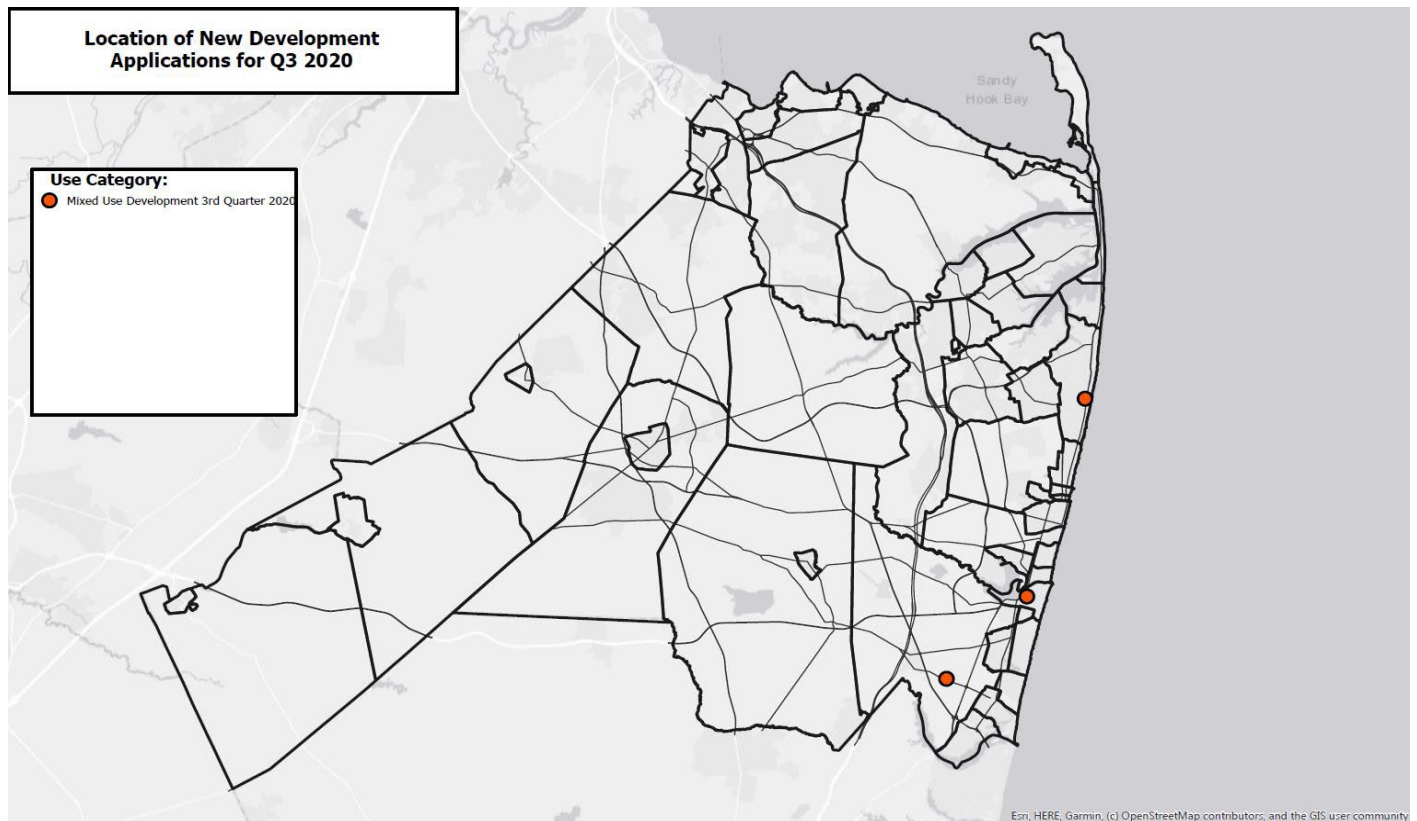 Location of New Development
Applications for Q3 2020
Sandy
Hook Bay
Use Category:
Mixed Use Development 3rd Quarter 2020
Esri, HERE, Garmin, (c) OpenStreetMap contributors, and the GIS user community